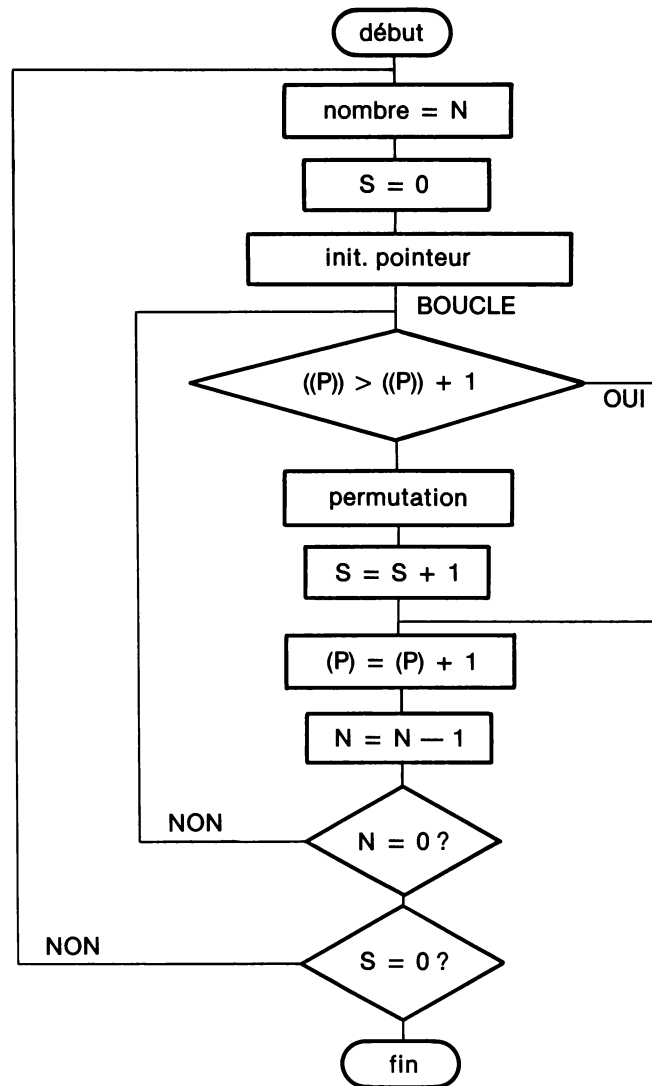 début
nombre = N
S = 0
init. pointeur
BOUCLE
((P)) > ((P)) + 1
OUI
permutation
S = S + 1
(P) = (P) + 1
N = N — 1
NON
N = 0 ?
NON
S = 0 ?
fin